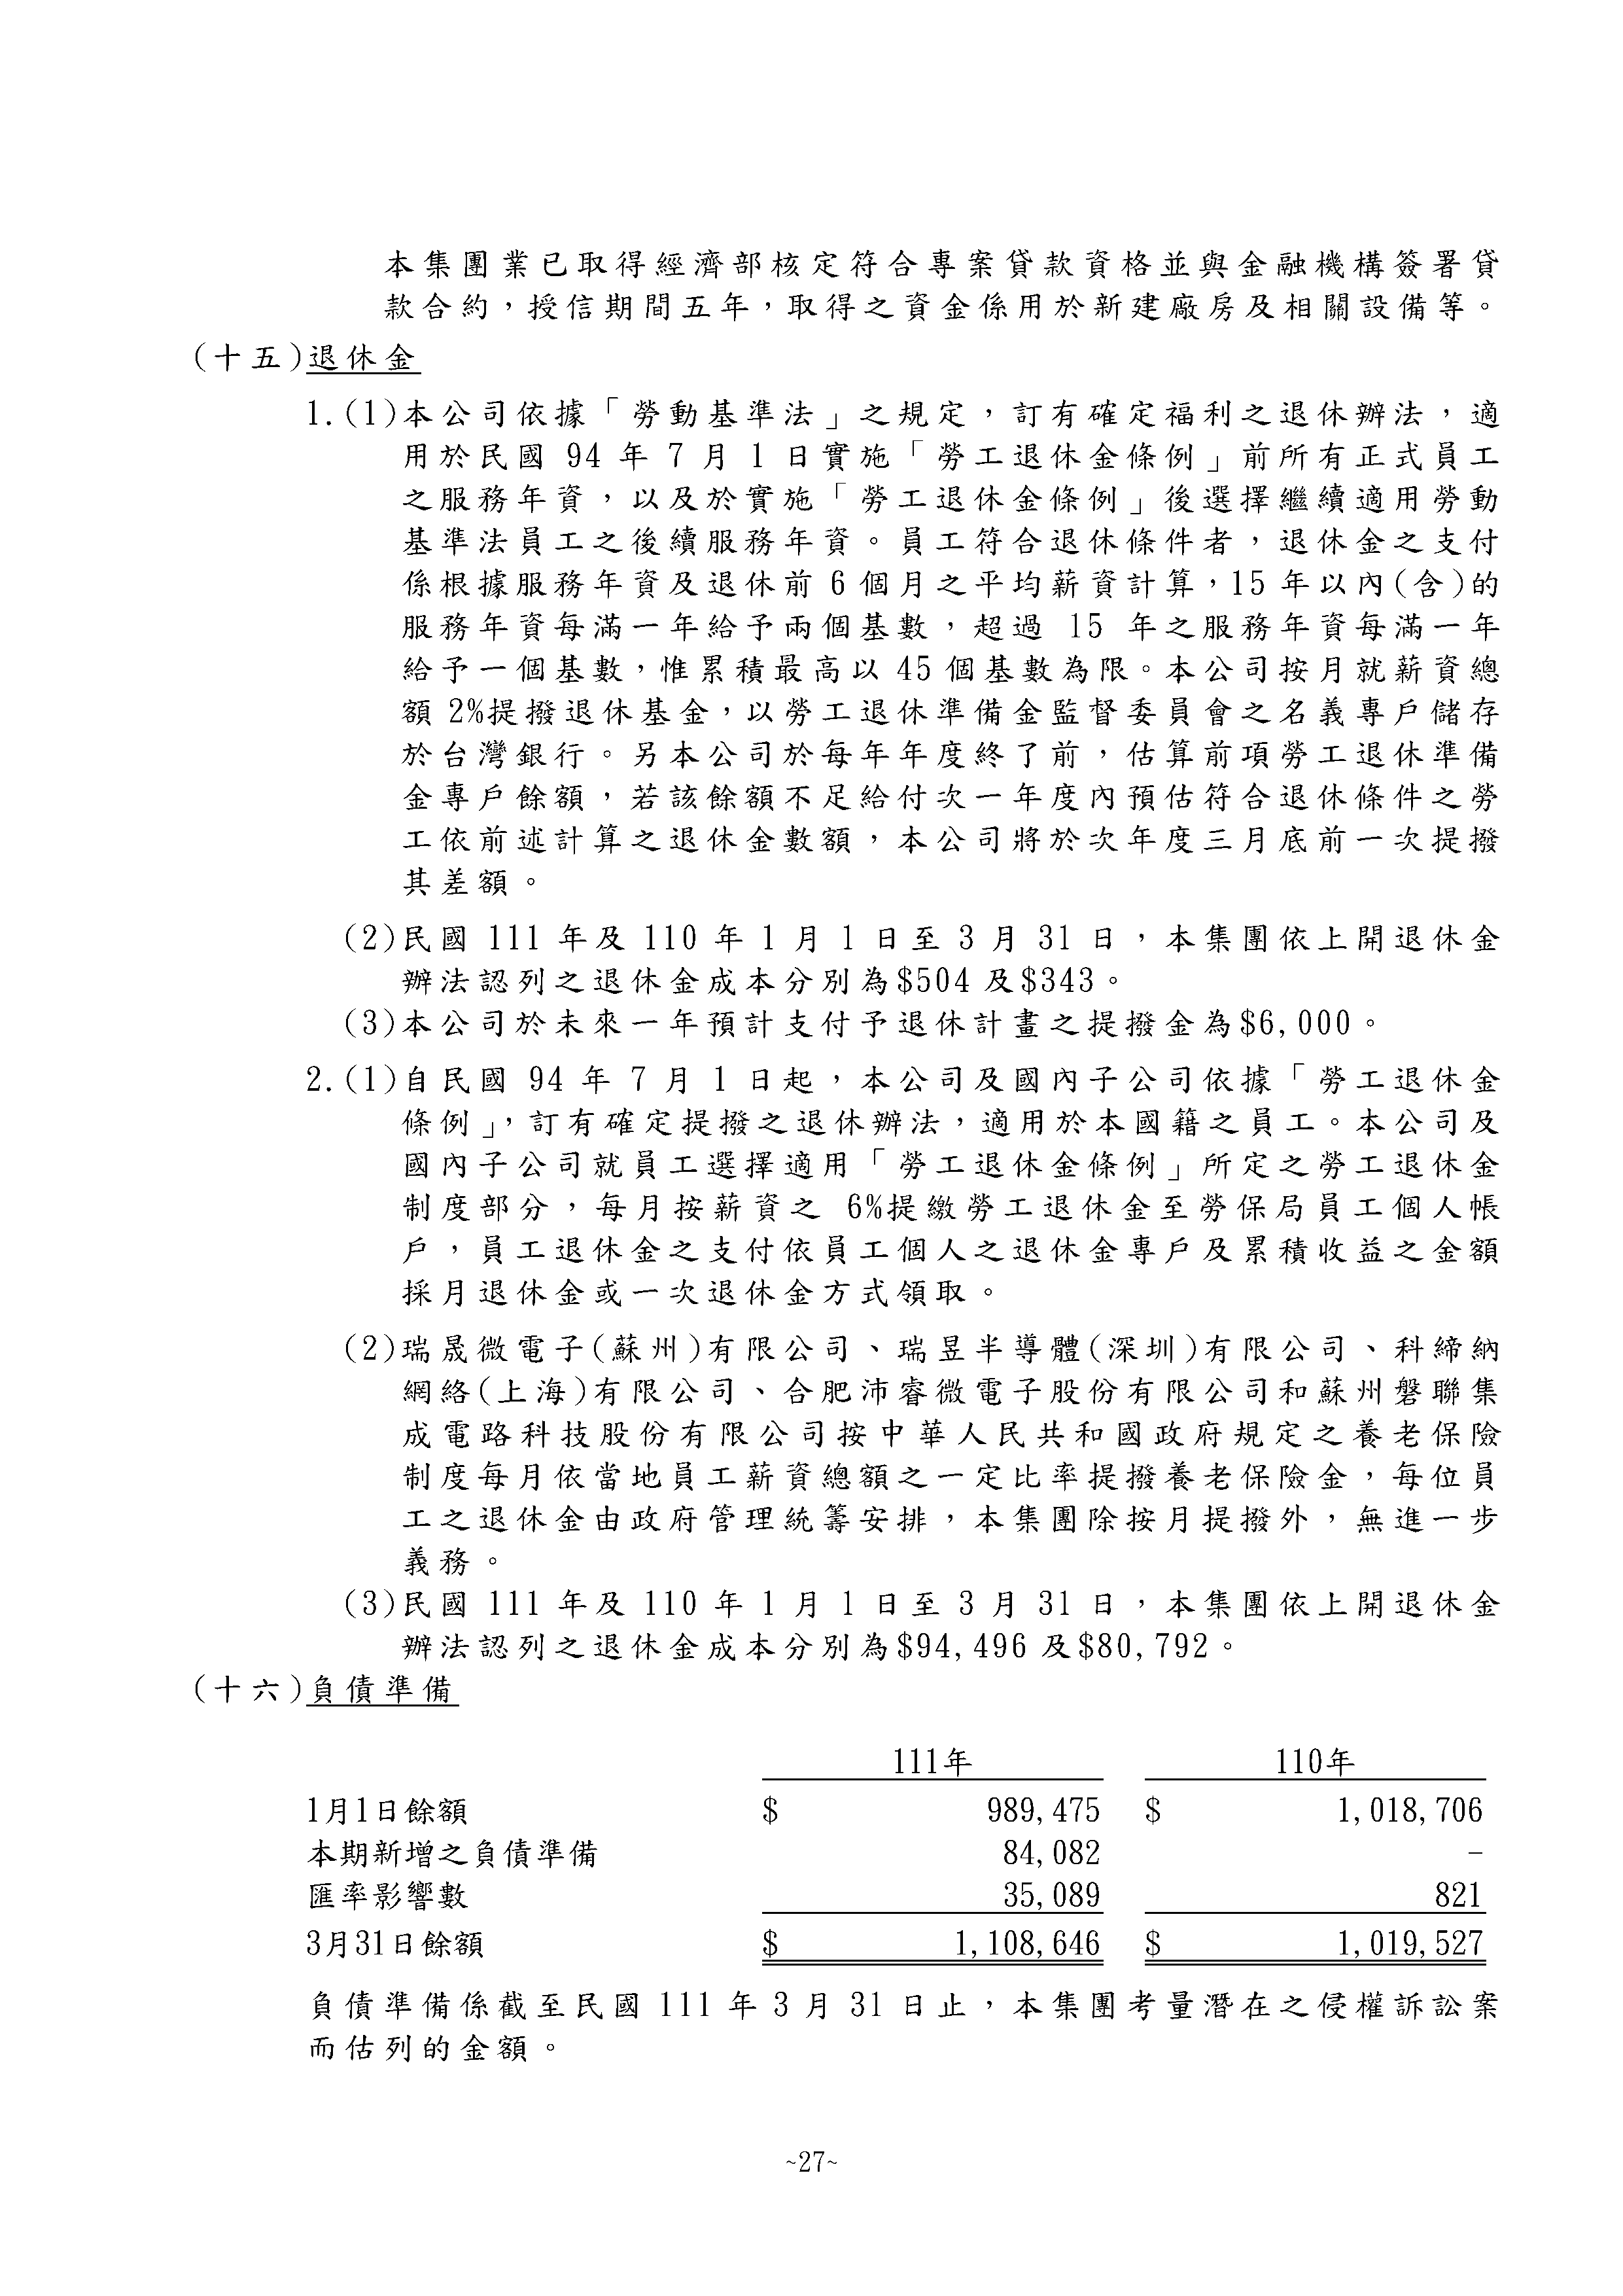 本集團業已取得經濟部核定符合專案貸款資格並與金融機構簽署貸
款合約，授信期間五年，取得之資金係用於新建廠房及相關設備等。
(十五)退休金
1.(1)本公司依據「勞動基準法」之規定，訂有確定福利之退休辦法，適
用於民國 94 年 7 月 1 日實施「勞工退休金條例」前所有正式員工
之服務年資，以及於實施「勞工退休金條例」後選擇繼續適用勞動
基準法員工之後續服務年資。員工符合退休條件者，退休金之支付
係根據服務年資及退休前 6 個月之平均薪資計算，15 年以內(含)的
服務年資每滿一年給予兩個基數，超過 15 年之服務年資每滿一年
給予一個基數，惟累積最高以 45 個基數為限。本公司按月就薪資總
額 2%提撥退休基金，以勞工退休準備金監督委員會之名義專戶儲存
於台灣銀行。另本公司於每年年度終了前，估算前項勞工退休準備
金專戶餘額，若該餘額不足給付次一年度內預估符合退休條件之勞
工依前述計算之退休金數額，本公司將於次年度三月底前一次提撥
其差額。
(2)民國 111 年及 110 年 1 月 1 日至 3 月 31 日，本集團依上開退休金
辦法認列之退休金成本分別為$504 及$343。
(3)本公司於未來一年預計支付予退休計畫之提撥金為$6,000。
2.(1)自民國 94 年 7 月 1 日起，本公司及國內子公司依據「勞工退休金
條例」，訂有確定提撥之退休辦法，適用於本國籍之員工。本公司及
國內子公司就員工選擇適用「勞工退休金條例」所定之勞工退休金
制度部分，每月按薪資之 6%提繳勞工退休金至勞保局員工個人帳
戶，員工退休金之支付依員工個人之退休金專戶及累積收益之金額
採月退休金或一次退休金方式領取。
(2)瑞晟微電子(蘇州)有限公司、瑞昱半導體(深圳)有限公司、科締納
網絡(上海)有限公司、合肥沛睿微電子股份有限公司和蘇州磐聯集
成電路科技股份有限公司按中華人民共和國政府規定之養老保險
制度每月依當地員工薪資總額之一定比率提撥養老保險金，每位員
工之退休金由政府管理統籌安排，本集團除按月提撥外，無進一步
義務。
(3)民國 111 年及 110 年 1 月 1 日至 3 月 31 日，本集團依上開退休金
辦法認列之退休金成本分別為$94,496 及$80,792。
(十六)負債準備
111年 110年
1月1日餘額 $ 989,475 $ 1,018,706
本期新增之負債準備 84,082 –
匯率影響數 35,089 821
3月31日餘額 $ 1,108,646 $ 1,019,527
負債準備係截至民國 111 年 3 月 31 日止，本集團考量潛在之侵權訴訟案
而估列的金額。
~27~